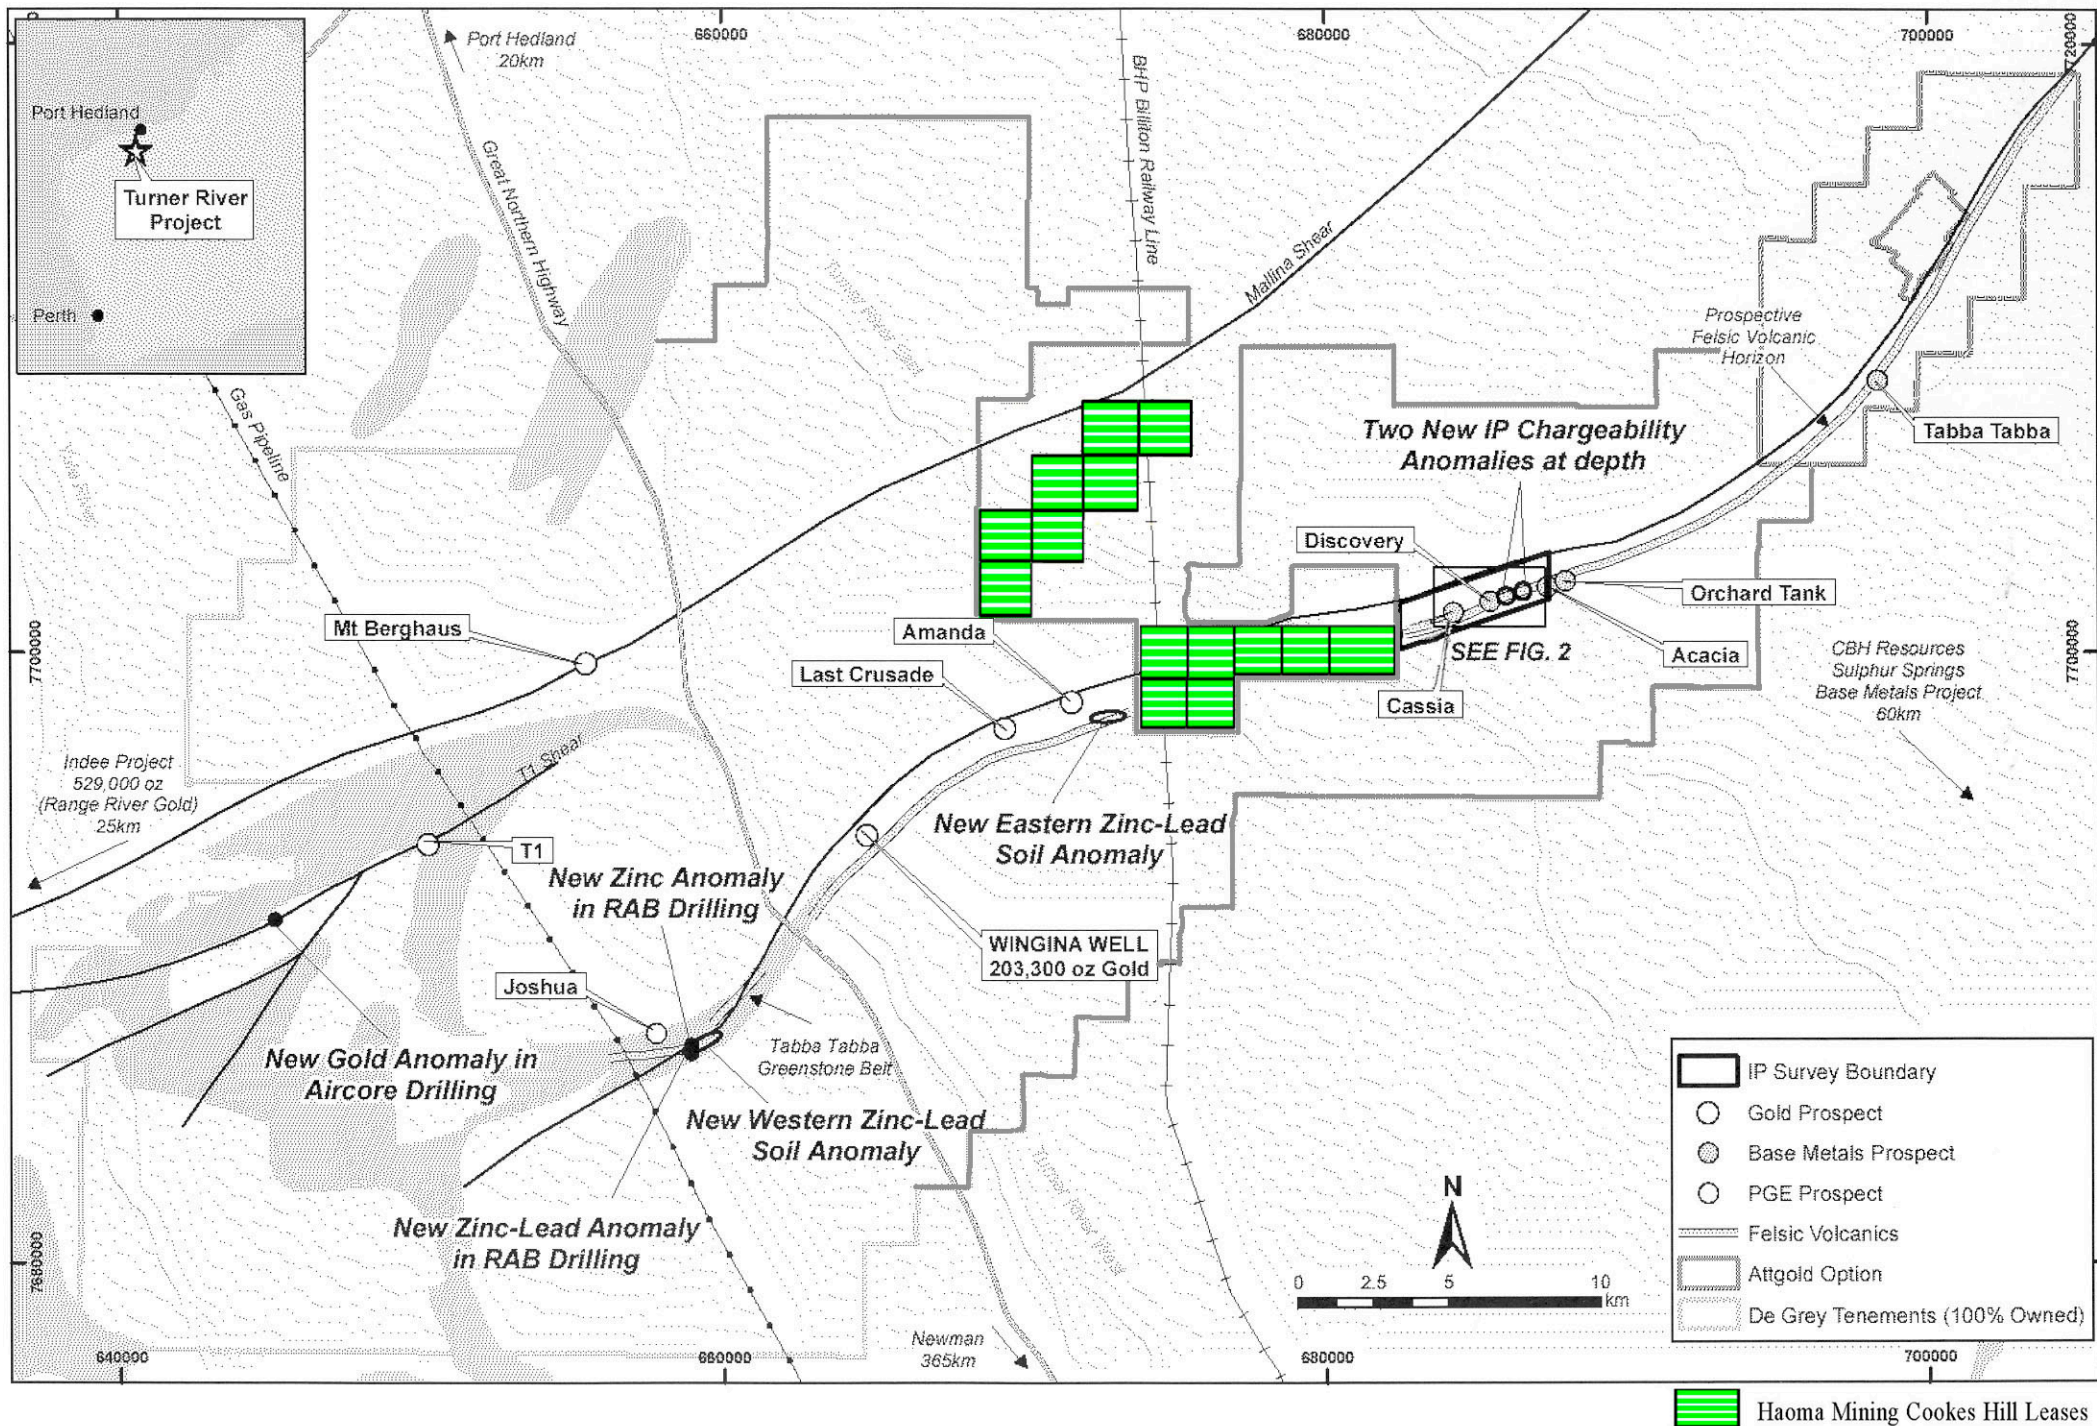 660000
680000
700000
7720000
Port Hedland
20km
Port Hedland
Turner River
Project
Perth
BHP Billiton Railway Line
Great Northern Highway
Turner River East
Mallina Shear
Prospective
Felsic Volcanic
Horizon
Gas Pipeline
Two New IP Chargeability
Anomalies at depth
Tabba Tabba
Discovery
Orchard Tank
Mt Berghaus
Amanda
Last Crusade
SEE FIG. 2
Acacia
Cassia
CBH Resources
Sulphur Springs
Base Metals Project
60km
7700000
7700000
Indee Project
529,000 oz
(Range River Gold)
25km
T1 Shear
T1
New Eastern Zinc-Lead
Soil Anomaly
New Zinc Anomaly
in RAB Drilling
WINGINA WELL
203,300 oz Gold
Joshua
Tabba Tabba
Greenstone Belt
New Gold Anomaly in
Aircore Drilling
New Western Zinc-Lead
Soil Anomaly
Turner River
New Zinc-Lead Anomaly
in RAB Drilling
7680000
Newman
365km
N
0 2.5 5 10
km
IP Survey Boundary
Gold Prospect
Base Metals Prospect
PGE Prospect
Felsic Volcanics
Attgold Option
De Grey Tenements (100% Owned)
640000
660000
680000
700000
Haoma Mining Cookes Hill Leases